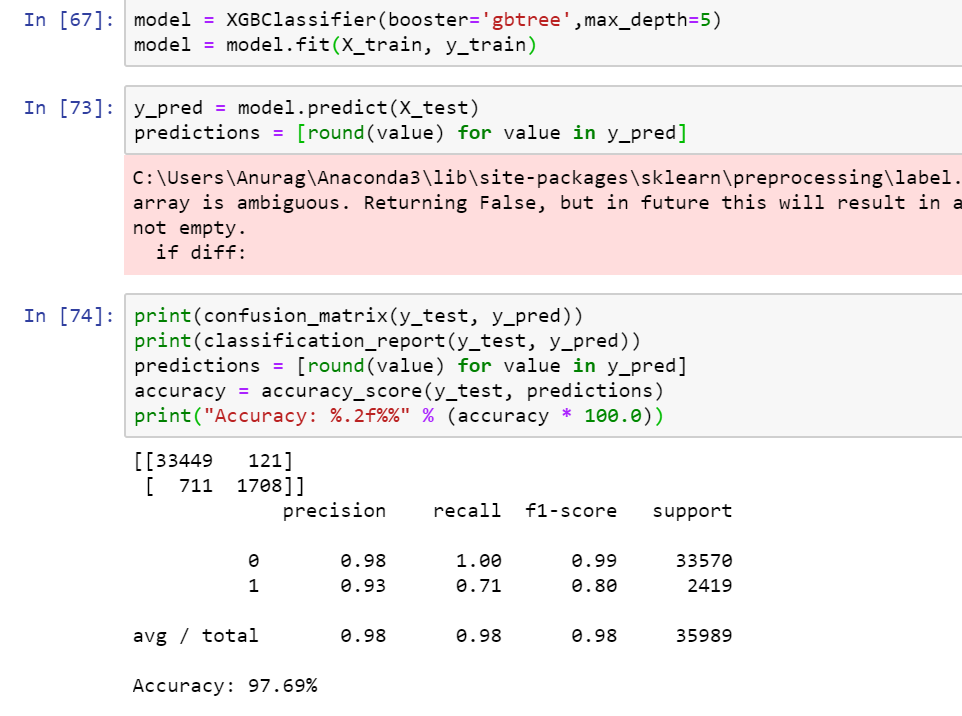 In [67]: model = XGBClassifier(booster='gbtree',max_depth=5)
model = model.fit(X_train, y_train)
In [73]: y_pred = model.predict(X_test)
predictions = [round(value) for value in y_pred]
C:\Users\Anurag\Anaconda3\lib\site-packages\sklearn\preprocessing\label.
array is ambiguous. Returning False, but in future this will result in a
not empty.
if diff:
In [74]: print(confusion_matrix(y_test, y_pred))
print(classification_report(y_test, y_pred))
predictions = [round(value) for value in y_pred]
accuracy = accuracy_score(y_test, predictions)
print("Accuracy: %.2f%%" % (accuracy * 100.0))
[[33449 121]
[ 711 1708]]
precision recall f1-score support
0 0.98 1.00 0.99 33570
1 0.93 0.71 0.80 2419
avg / total 0.98 0.98 0.98 35989
Accuracy: 97.69%